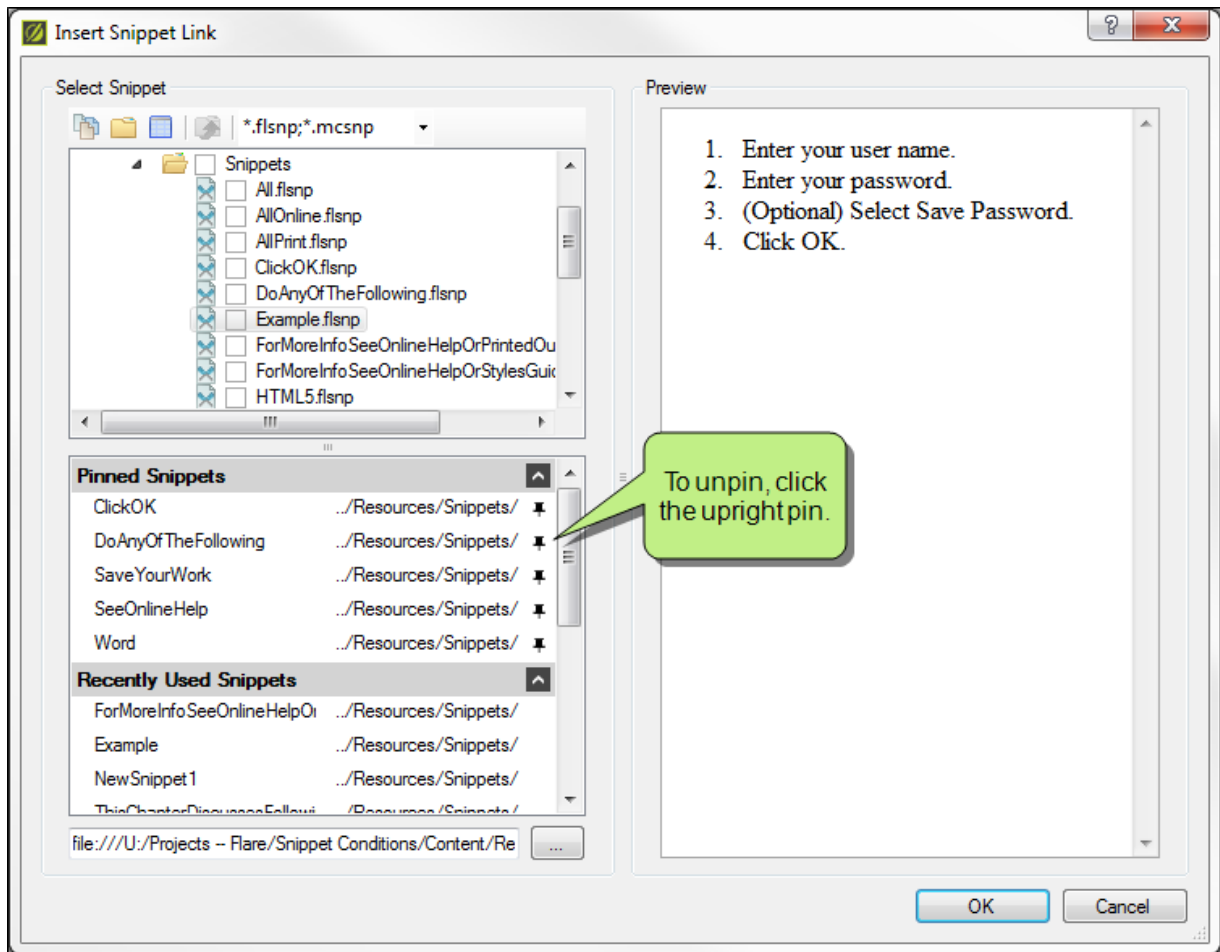 Insert Snippet Link
Select Snippet
*.flsnp;*.mcsnp
Snippets
All.flsnp
AllOnline.flsnp
AllPrint.flsnp
ClickOK.flsnp
DoAnyOfTheFollowing.flsnp
Example.flsnp
ForMoreInfoSeeOnlineHelpOrPrintedOu
ForMoreInfoSeeOnlineHelpOrStylesGuid
HTML5.flsnp
Pinned Snippets
ClickOK ../Resources/Snippets/
DoAnyOfTheFollowing ../Resources/Snippets/
SaveYourWork ../Resources/Snippets/
SeeOnlineHelp ../Resources/Snippets/
Word ../Resources/Snippets/
Recently Used Snippets
ForMoreInfoSeeOnlineHelpOr ../Resources/Snippets/
Example ../Resources/Snippets/
NewSnippet1 ../Resources/Snippets/
ThisChapterDiscussesFollowi ../Resources/Snippets/
file:///U:/Projects -- Flare/Snippet Conditions/Content/Re
...
Preview
1. Enter your user name.
2. Enter your password.
3. (Optional) Select Save Password.
4. Click OK.
To unpin, click
the upright pin.
OK
Cancel